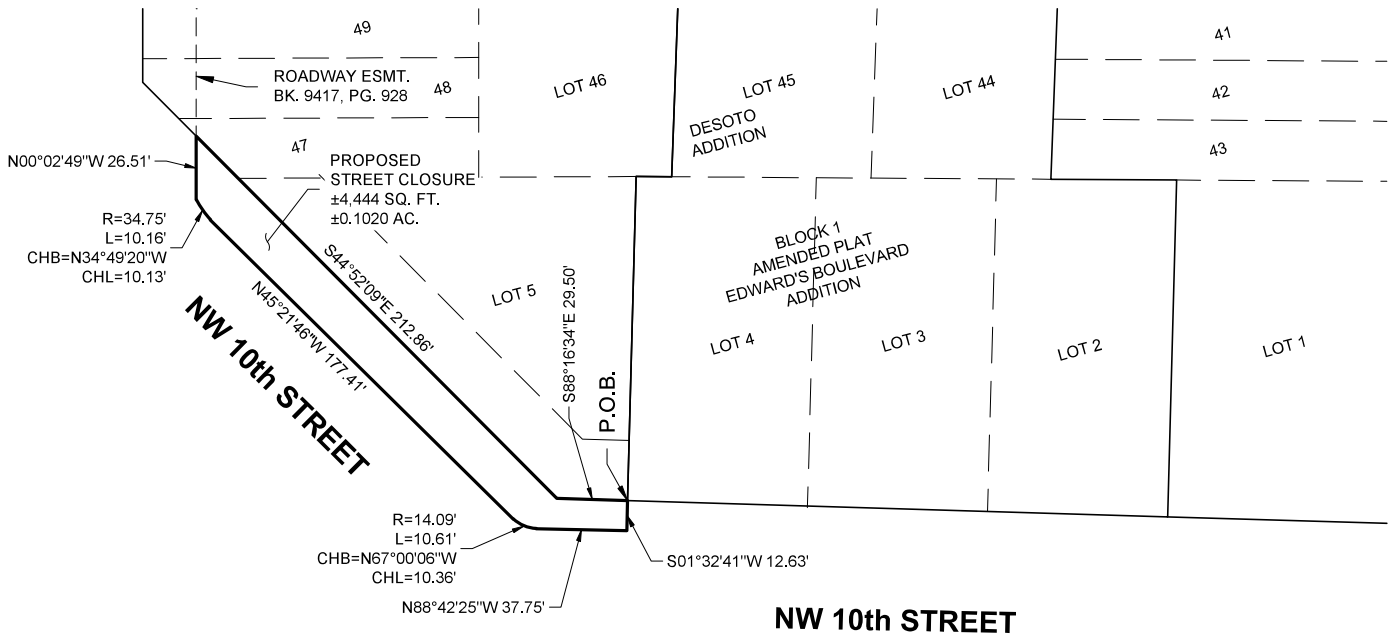 49
41
ROADWAY ESMT.
BK. 9417, PG. 928
48
LOT 46
LOT 45
LOT 44
42
DESOTO
ADDITION
47
43
N00°02'49"W 26.51'
PROPOSED
STREET CLOSURE
±4,444 SQ. FT.
±0.1020 AC.
R=34.75'
L=10.16'
CHB=N34°49'20"W
CHL=10.13'
BLOCK 1
AMENDED PLAT
EDWARD'S BOULEVARD
ADDITION
S44°52'09"E 212.86'
LOT 5
N45°21'46"W 177.41'
S88°16'34"E 29.50'
P.O.B.
LOT 4
LOT 3
LOT 2
LOT 1
NW 10th STREET
R=14.09'
L=10.61'
CHB=N67°00'06"W
CHL=10.36'
S01°32'41"W 12.63'
N88°42'25"W 37.75'
NW 10th STREET